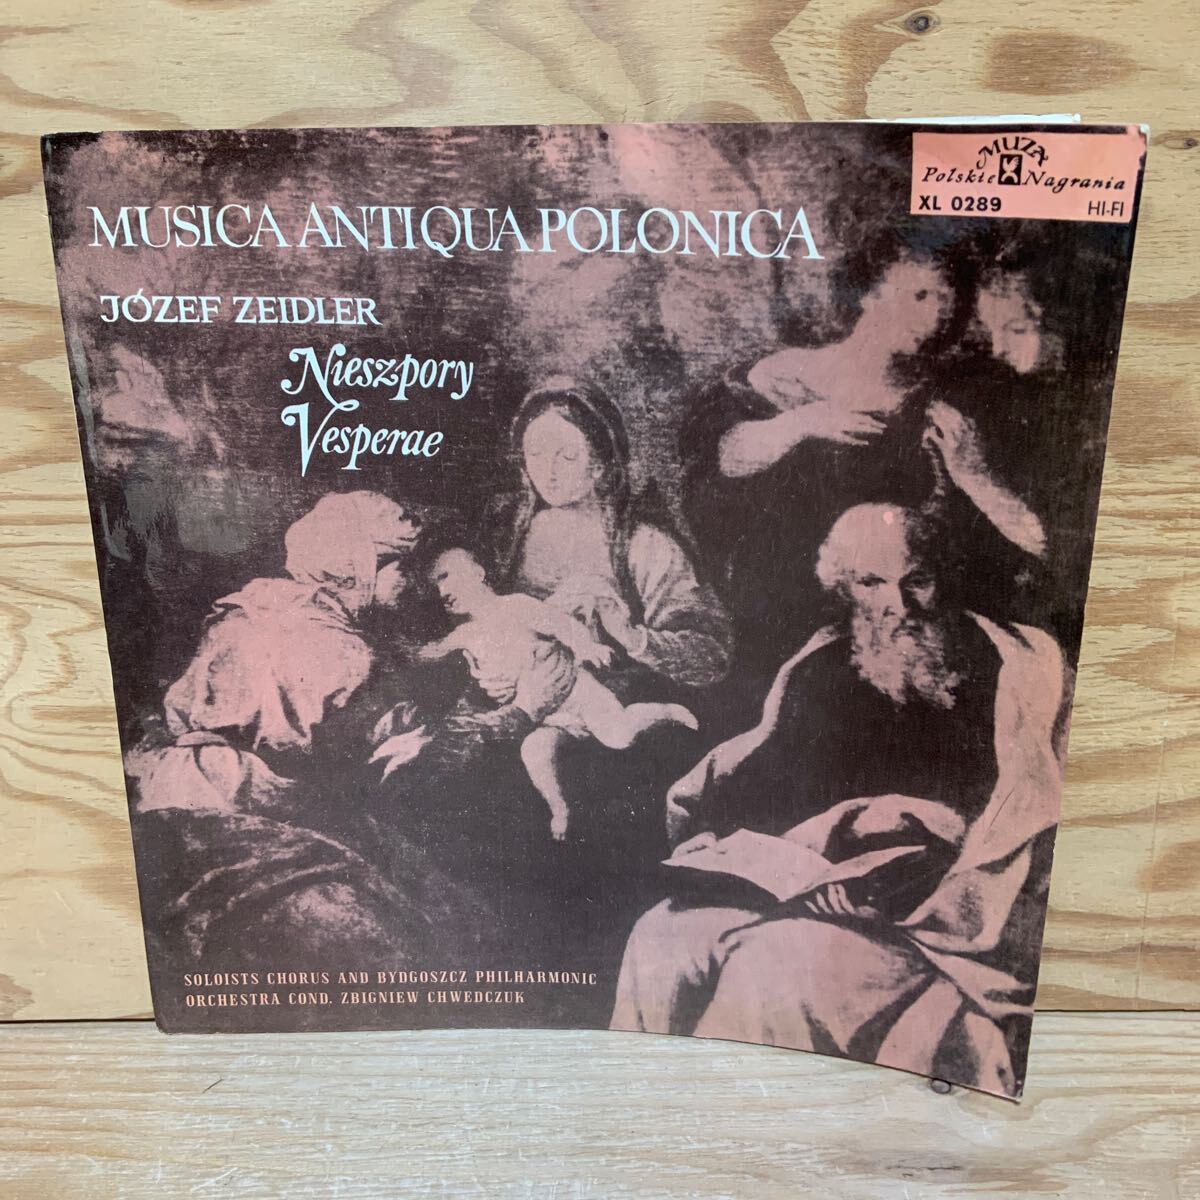 MUZA
Polskie Nagrania
XL 0289 HI-FI
MUSICA ANTIQUA POLONICA
JÓZEF ZEIDLER
Nieszpory
Vesperae
SOLOISTS CHORUS AND BYDGOSZCZ PHILHARMONIC
ORCHESTRA COND. ZBIGNIEW CHWEDCZUK